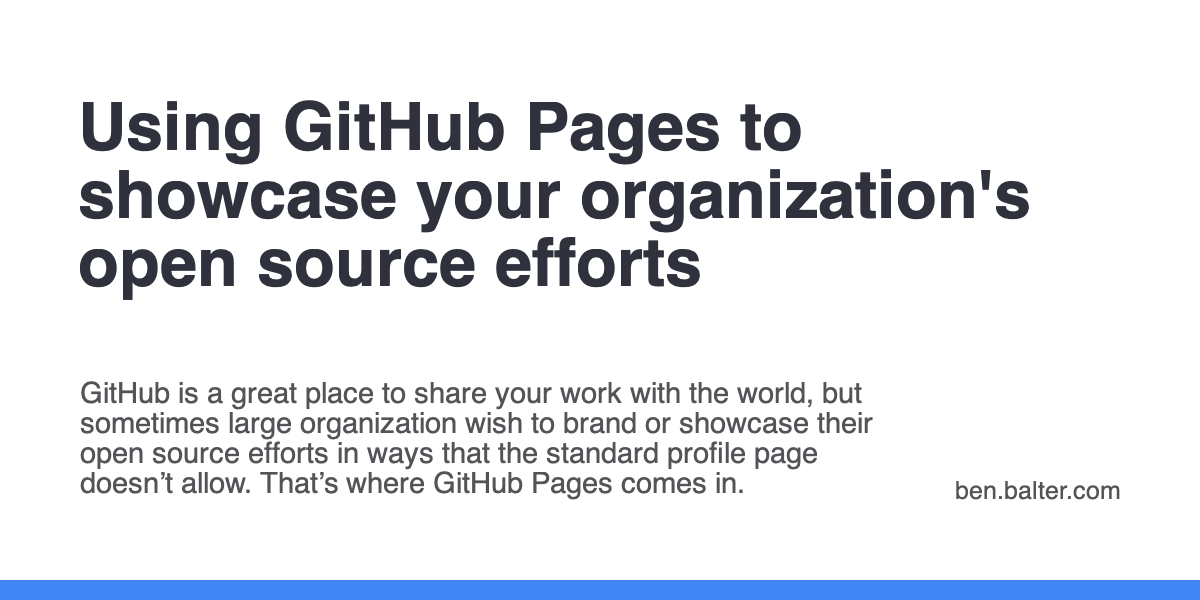 Using GitHub Pages to
showcase your organization's
open source efforts
GitHub is a great place to share your work with the world, but
sometimes large organization wish to brand or showcase their
open source efforts in ways that the standard profile page
doesn’t allow. That’s where GitHub Pages comes in.
ben.balter.com